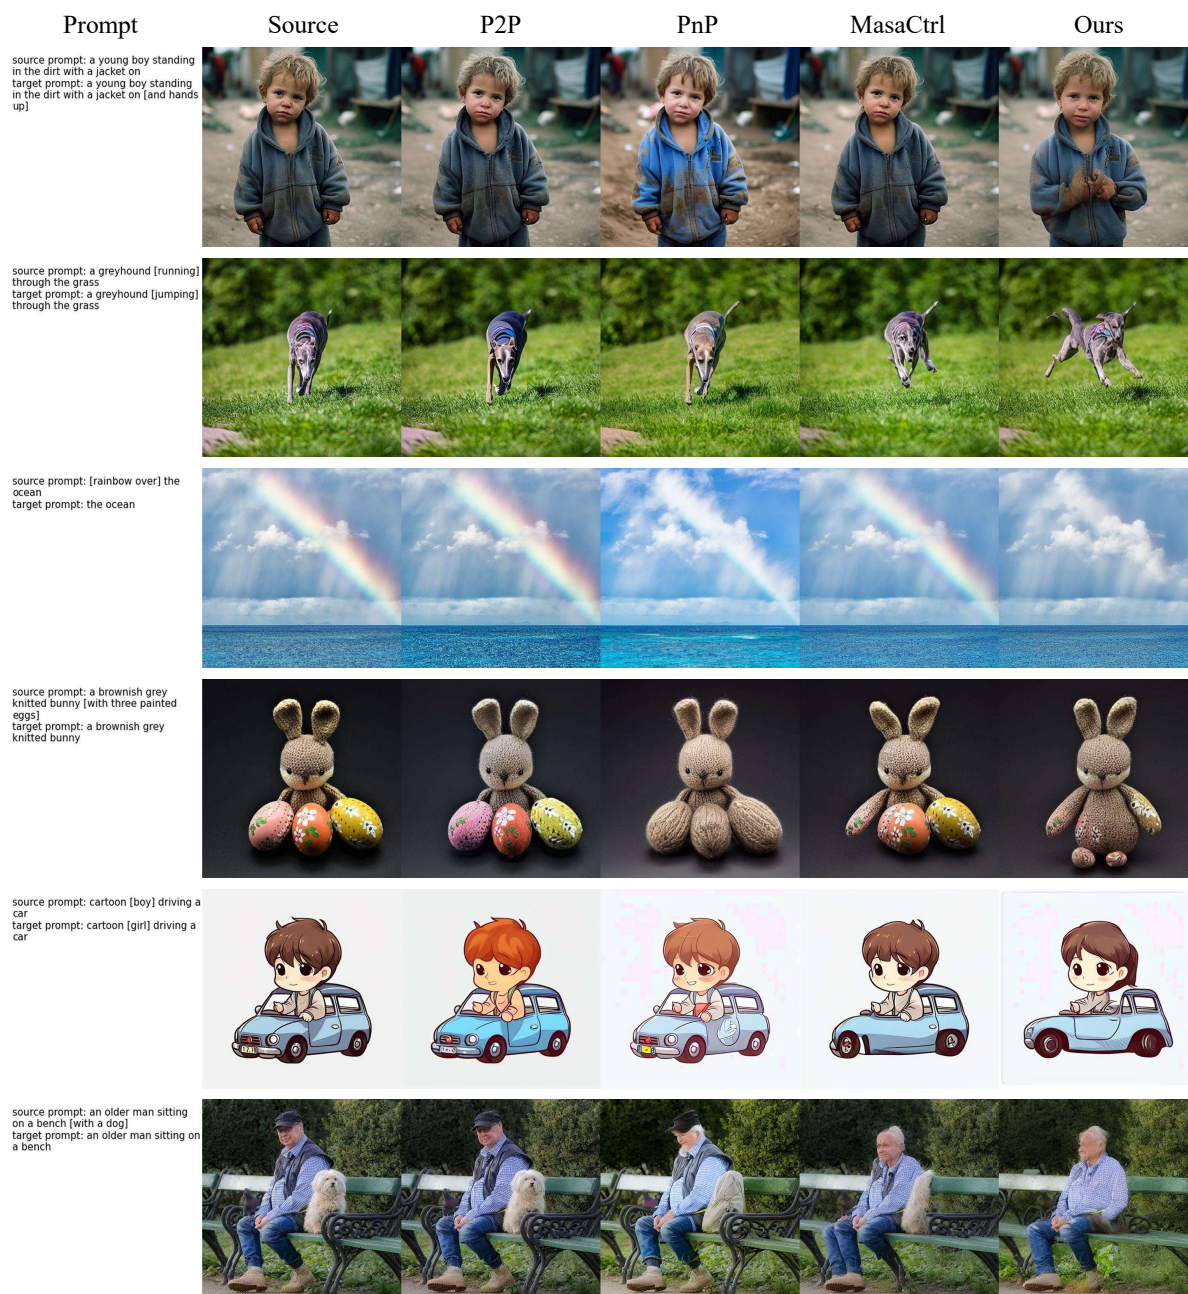 Prompt Source P2P PnP MasaCtrl Ours
source prompt: a young boy standing
in the dirt with a jacket on
target prompt: a young boy standing
in the dirt with a jacket on [and hands
up]
source prompt: a greyhound [running]
through the grass
target prompt: a greyhound [jumping]
through the grass
source prompt: [rainbow over] the
ocean
target prompt: the ocean
source prompt: a brownish grey
knitted bunny [with three painted
eggs]
target prompt: a brownish grey
knitted bunny
source prompt: cartoon [boy] driving a
car
target prompt: cartoon [girl] driving a
car
source prompt: an older man sitting
on a bench [with a dog]
target prompt: an older man sitting on
a bench